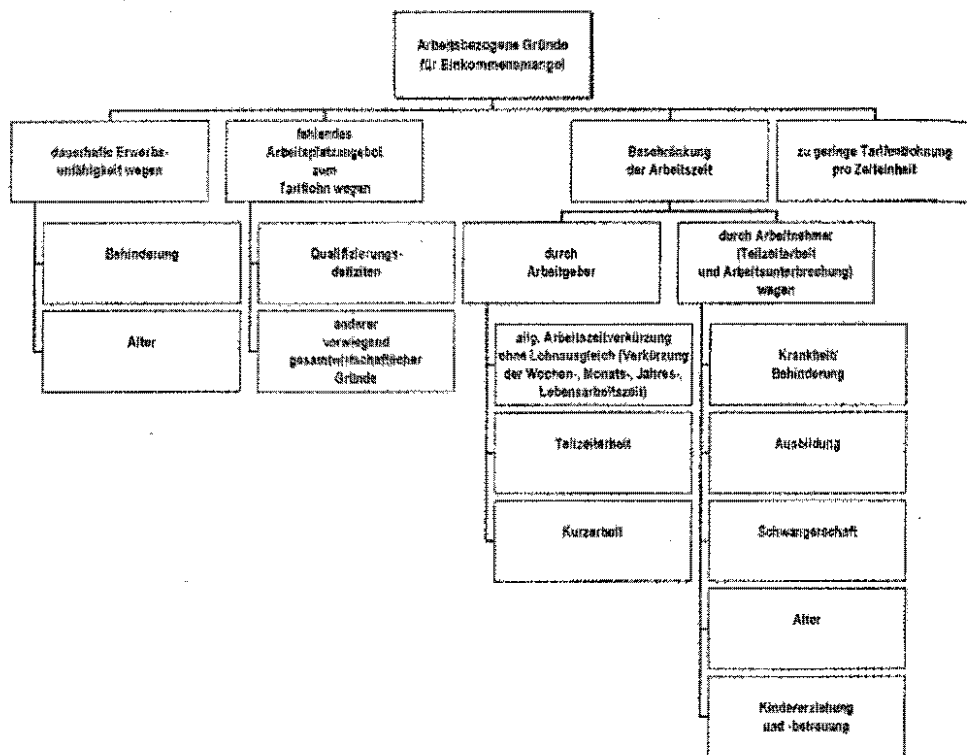 Arbeitsbezogene Gründe
für Einkommensmangel
dauerhafte Erwerbs-
unfähigkeit wegen
fehlendes
Arbeitsplatzangebot
zum
Tariflohn wegen
Beschränkung
der Arbeitszeit
zu geringe Tarifentlohnung
pro Zeiteinheit
Behinderung
Alter
Qualifizierungs-
defiziten
anderer
vorwiegend
gesamtwirtschaftlicher
Gründe
durch
Arbeitgeber
durch Arbeitnehmer
(Teilzeitarbeit
und Arbeitsunterbrechung)
wegen
allg. Arbeitszeitverkürzung
ohne Lohnausgleich (Verkürzung
der Wochen-, Monats-, Jahres-,
Lebensarbeitszeit)
Teilzeitarbeit
Kurzarbeit
Krankheit/
Behinderung
Ausbildung
Schwangerschaft
Alter
Kindererziehung
und -betreuung